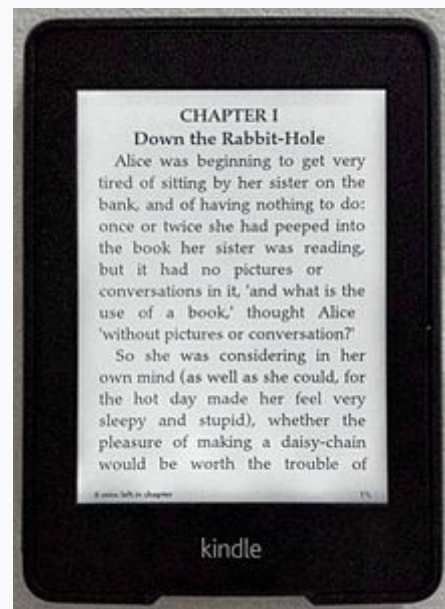 CHAPTER I
Down the Rabbit-Hole
Alice was beginning to get very
tired of sitting by her sister on the
bank, and of having nothing to do:
once or twice she had peeped into
the book her sister was reading,
but it had no pictures or
conversations in it, 'and what is the
use of a book,' thought Alice
'without pictures or conversation?'
So she was considering in her
own mind (as well as she could, for
the hot day made her feel very
sleepy and stupid), whether the
pleasure of making a daisy-chain
would be worth the trouble of
mins left in chapter
kindle